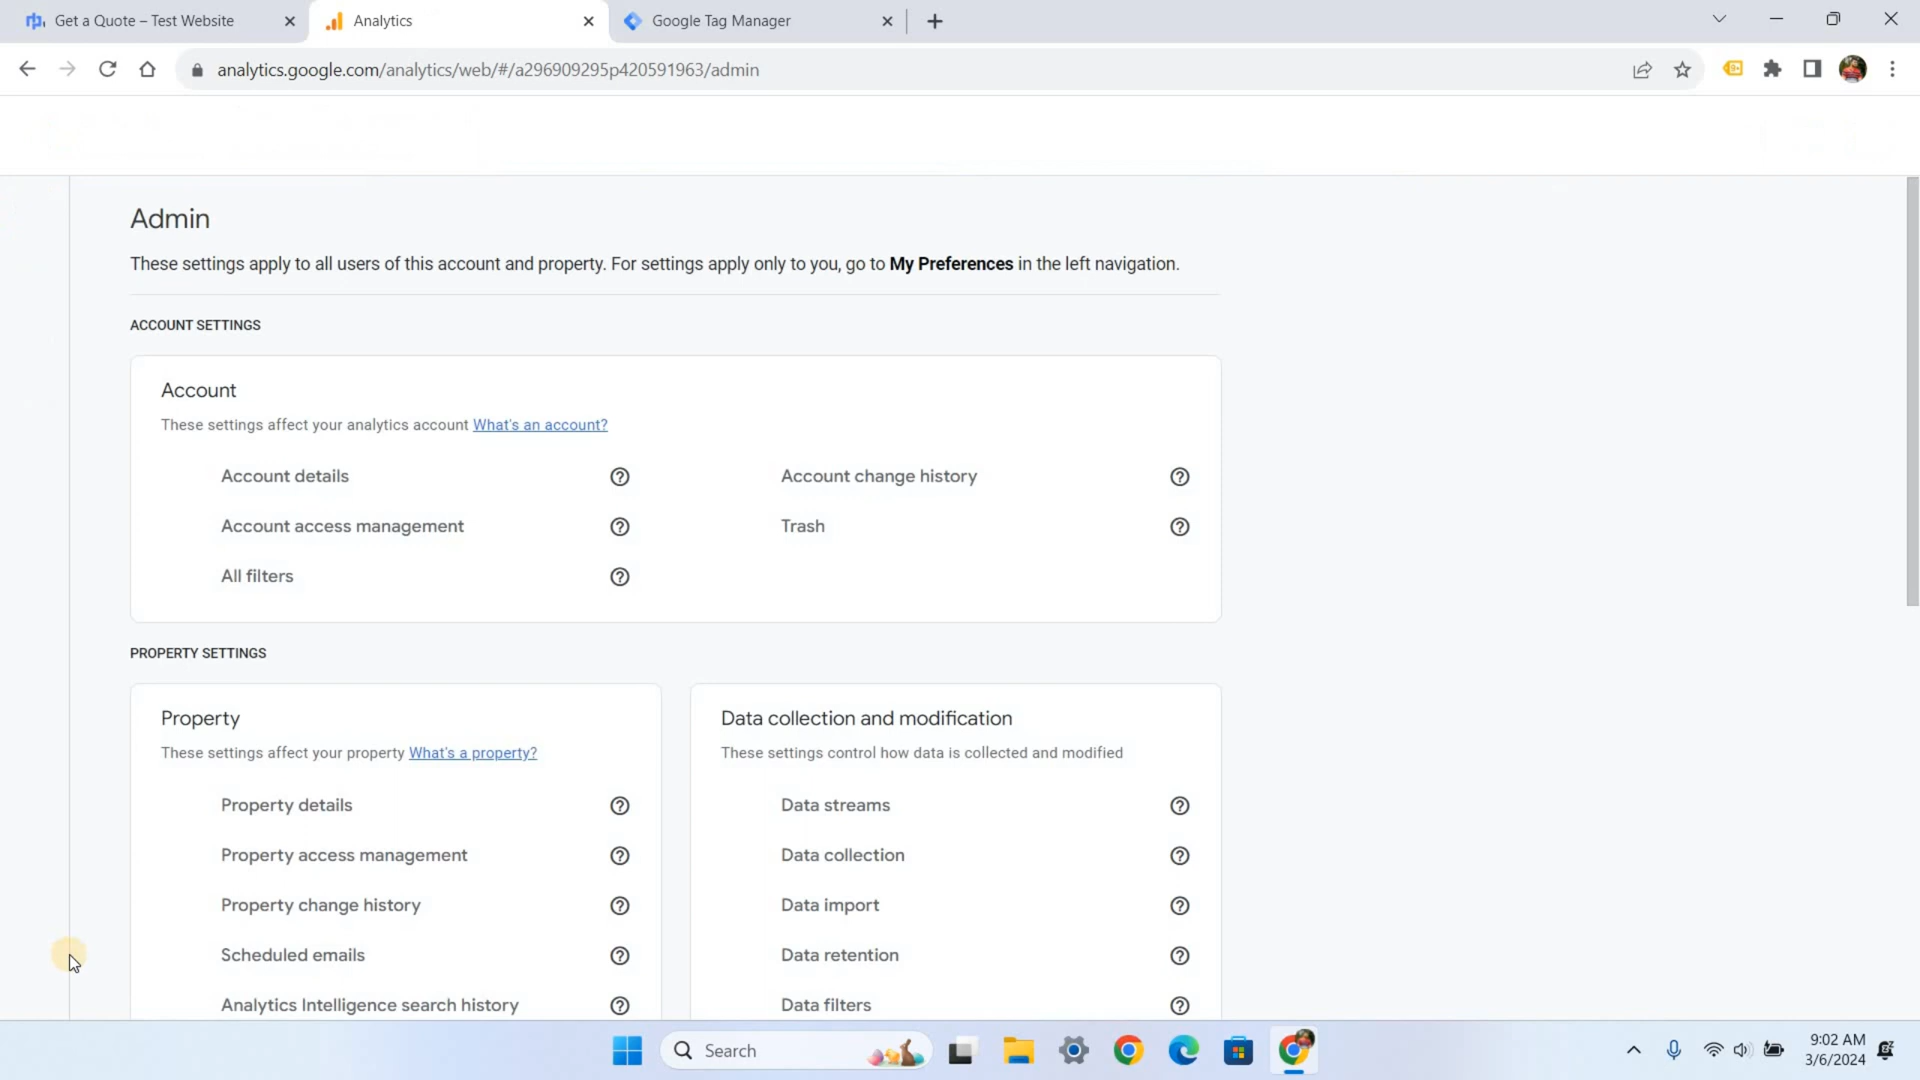 Get a Quote – Test Website
Analytics
Google Tag Manager
analytics.google.com/analytics/web/#/a296909295p420591963/admin
Admin
These settings apply to all users of this account and property. For settings apply only to you, go to My Preferences in the left navigation.
ACCOUNT SETTINGS
Account
These settings affect your analytics account What's an account?
Account details
Account change history
Account access management
Trash
All filters
PROPERTY SETTINGS
Property
These settings affect your property What's a property?
Property details
Property access management
Property change history
Scheduled emails
Analytics Intelligence search history
Data collection and modification
These settings control how data is collected and modified
Data streams
Data collection
Data import
Data retention
Data filters
Search
9:02 AM
3/6/2024